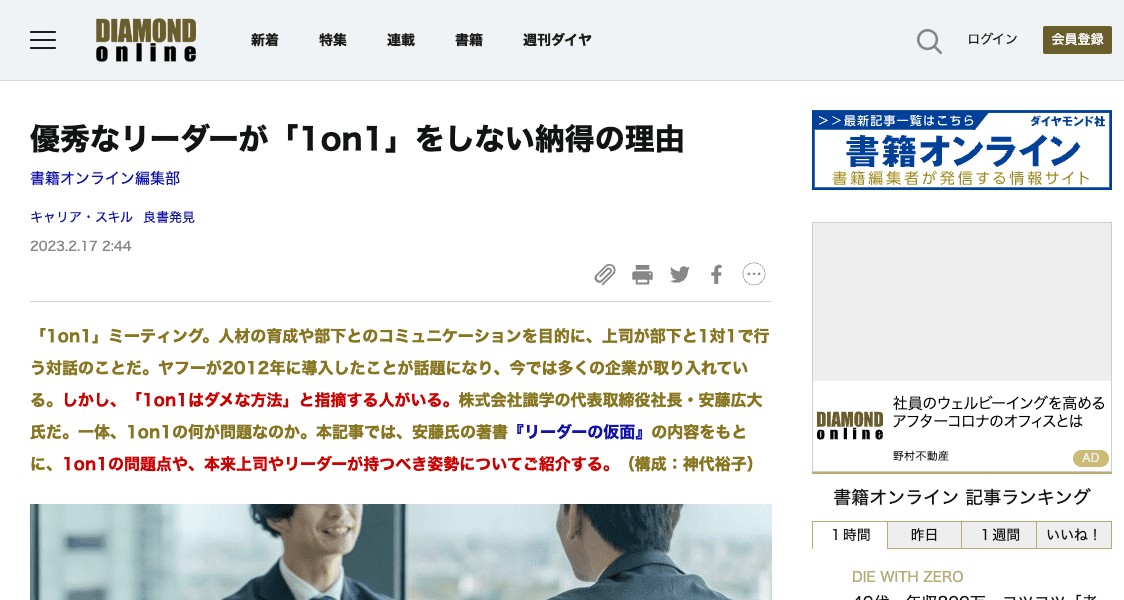 DIAMOND
online
新着
特集
連載
書籍
週刊ダイヤ
ログイン
会員登録
優秀なリーダーが「1on1」をしない納得の理由
書籍オンライン編集部
キャリア・スキル 良書発見
2023.2.17 2:44
「1on1」ミーティング。人材の育成や部下とのコミュニケーションを目的に、上司が部下と1対1で行
う対話のことだ。ヤフーが2012年に導入したことが話題になり、今では多くの企業が取り入れてい
る。しかし、「1on1はダメな方法」と指摘する人がいる。株式会社識学の代表取締役社長・安藤広大
氏だ。一体、1on1の何が問題なのか。本記事では、安藤氏の著書『リーダーの仮面』の内容をもと
に、1on1の問題点や、本来上司やリーダーが持つべき姿勢についてご紹介する。（構成：神代裕子）
>>最新記事一覧はこちら
ダイヤモンド社
書籍オンライン
書籍編集者が発信する情報サイト
DIAMOND
online
社員のウェルビーイングを高める
アフターコロナのオフィスとは
野村不動産
AD
書籍オンライン 記事ランキング
1時間
昨日
1週間
いいね！
DIE WITH ZERO